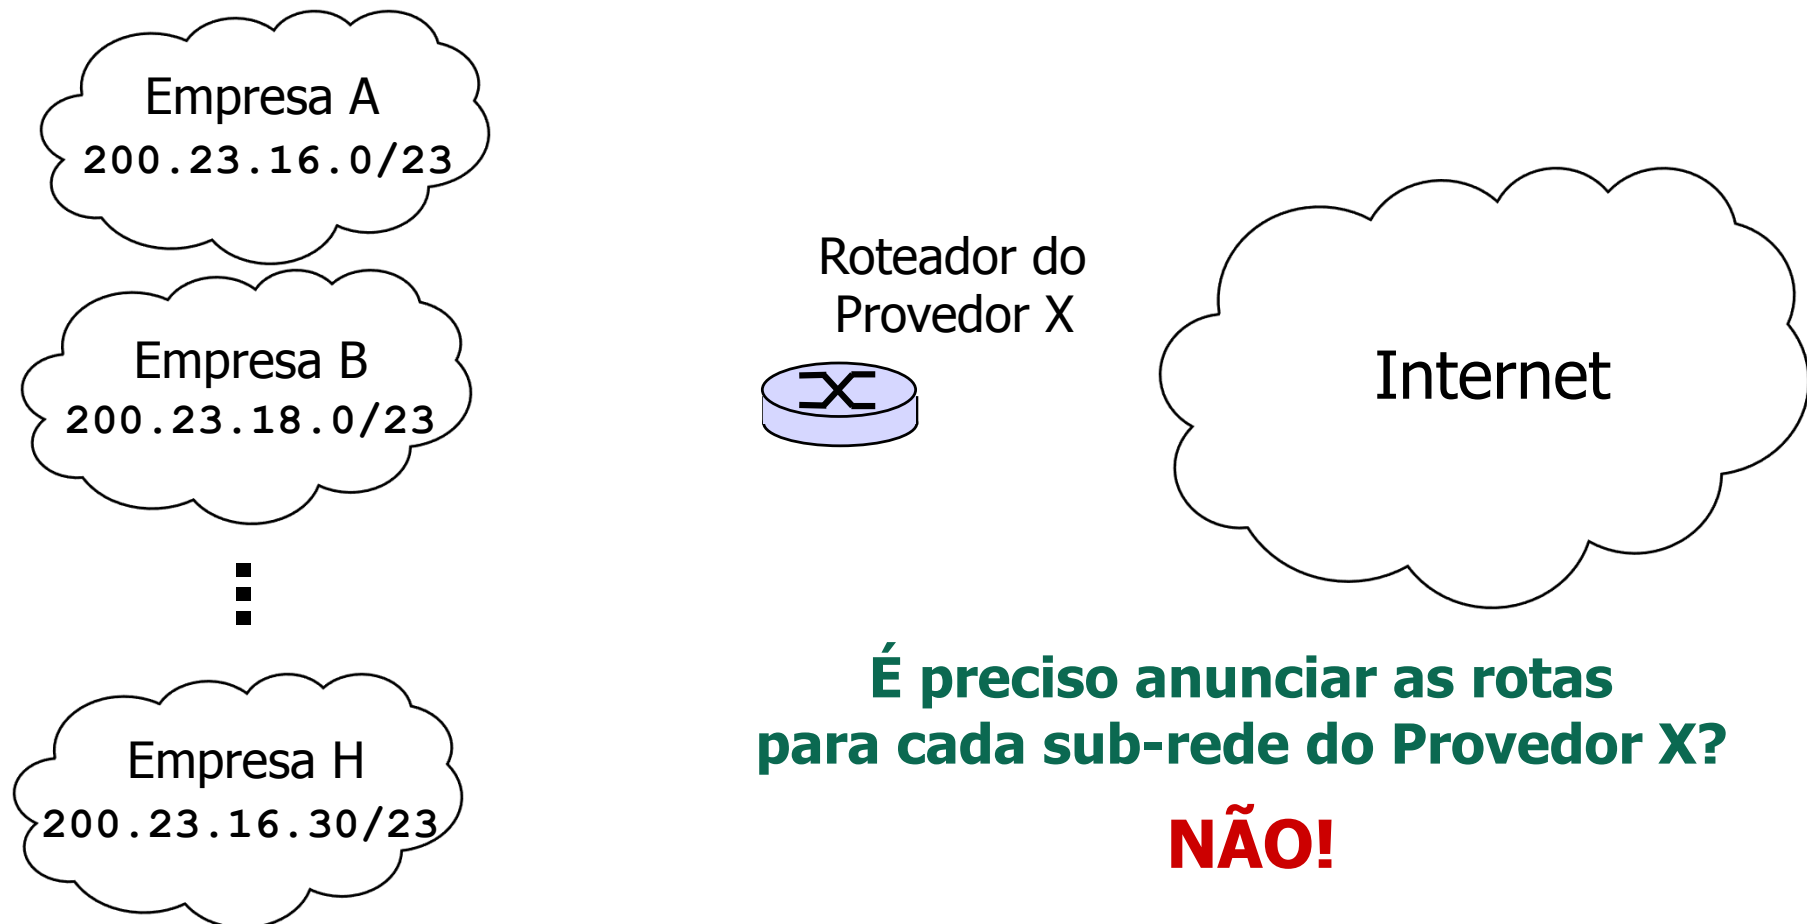 Empresa A
200.23.16.0/23
Empresa B
200.23.18.0/23
Empresa H
200.23.16.30/23
Roteador do
Provedor X
Internet
É preciso anunciar as rotas
para cada sub-rede do Provedor X?
NÃO!